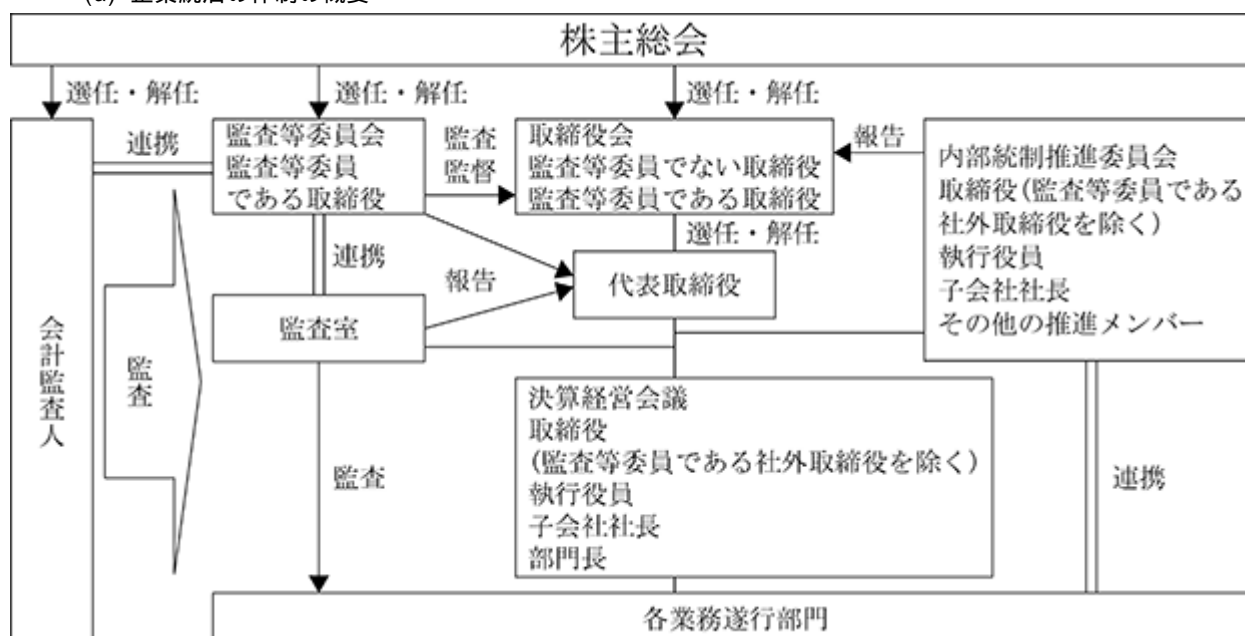 株主総会
選任・解任
選任・解任
選任・解任
会計監査人
連携
監査
監査等委員会
監査等委員
である取締役
監査
監督
取締役会
監査等委員でない取締役
監査等委員である取締役
報告
内部統制推進委員会
取締役(監査等委員である
社外取締役を除く)
執行役員
子会社社長
その他の推進メンバー
選任・解任
連携
報告
代表取締役
監査室
監査
決算経営会議
取締役
(監査等委員である社外取締役を除く)
執行役員
子会社社長
部門長
連携
各業務遂行部門